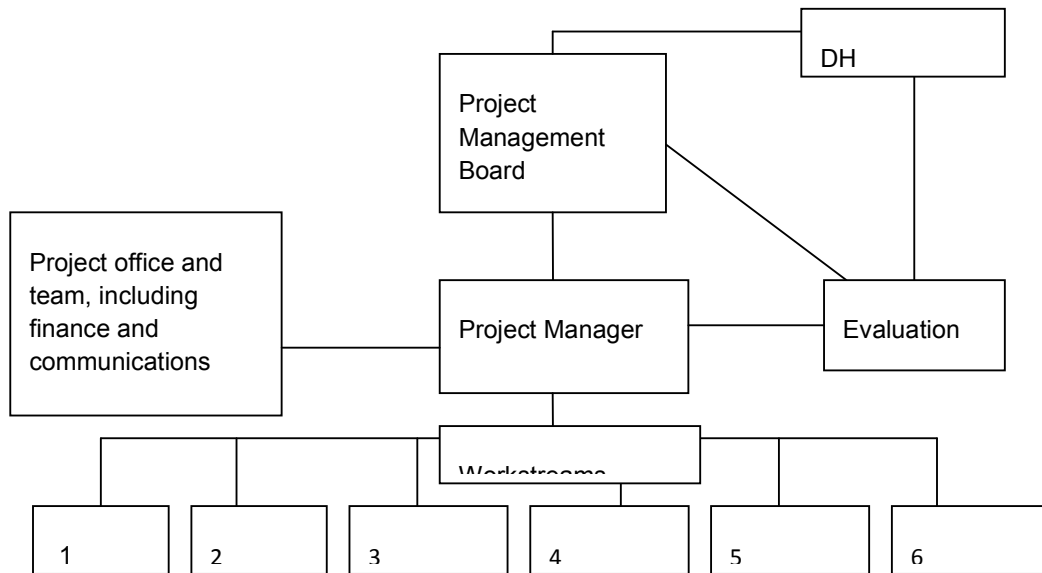 DH
Project
Management
Board
Project office and
team, including
finance and
communications
Project Manager
Evaluation
Workstreams
1
2
3
4
5
6